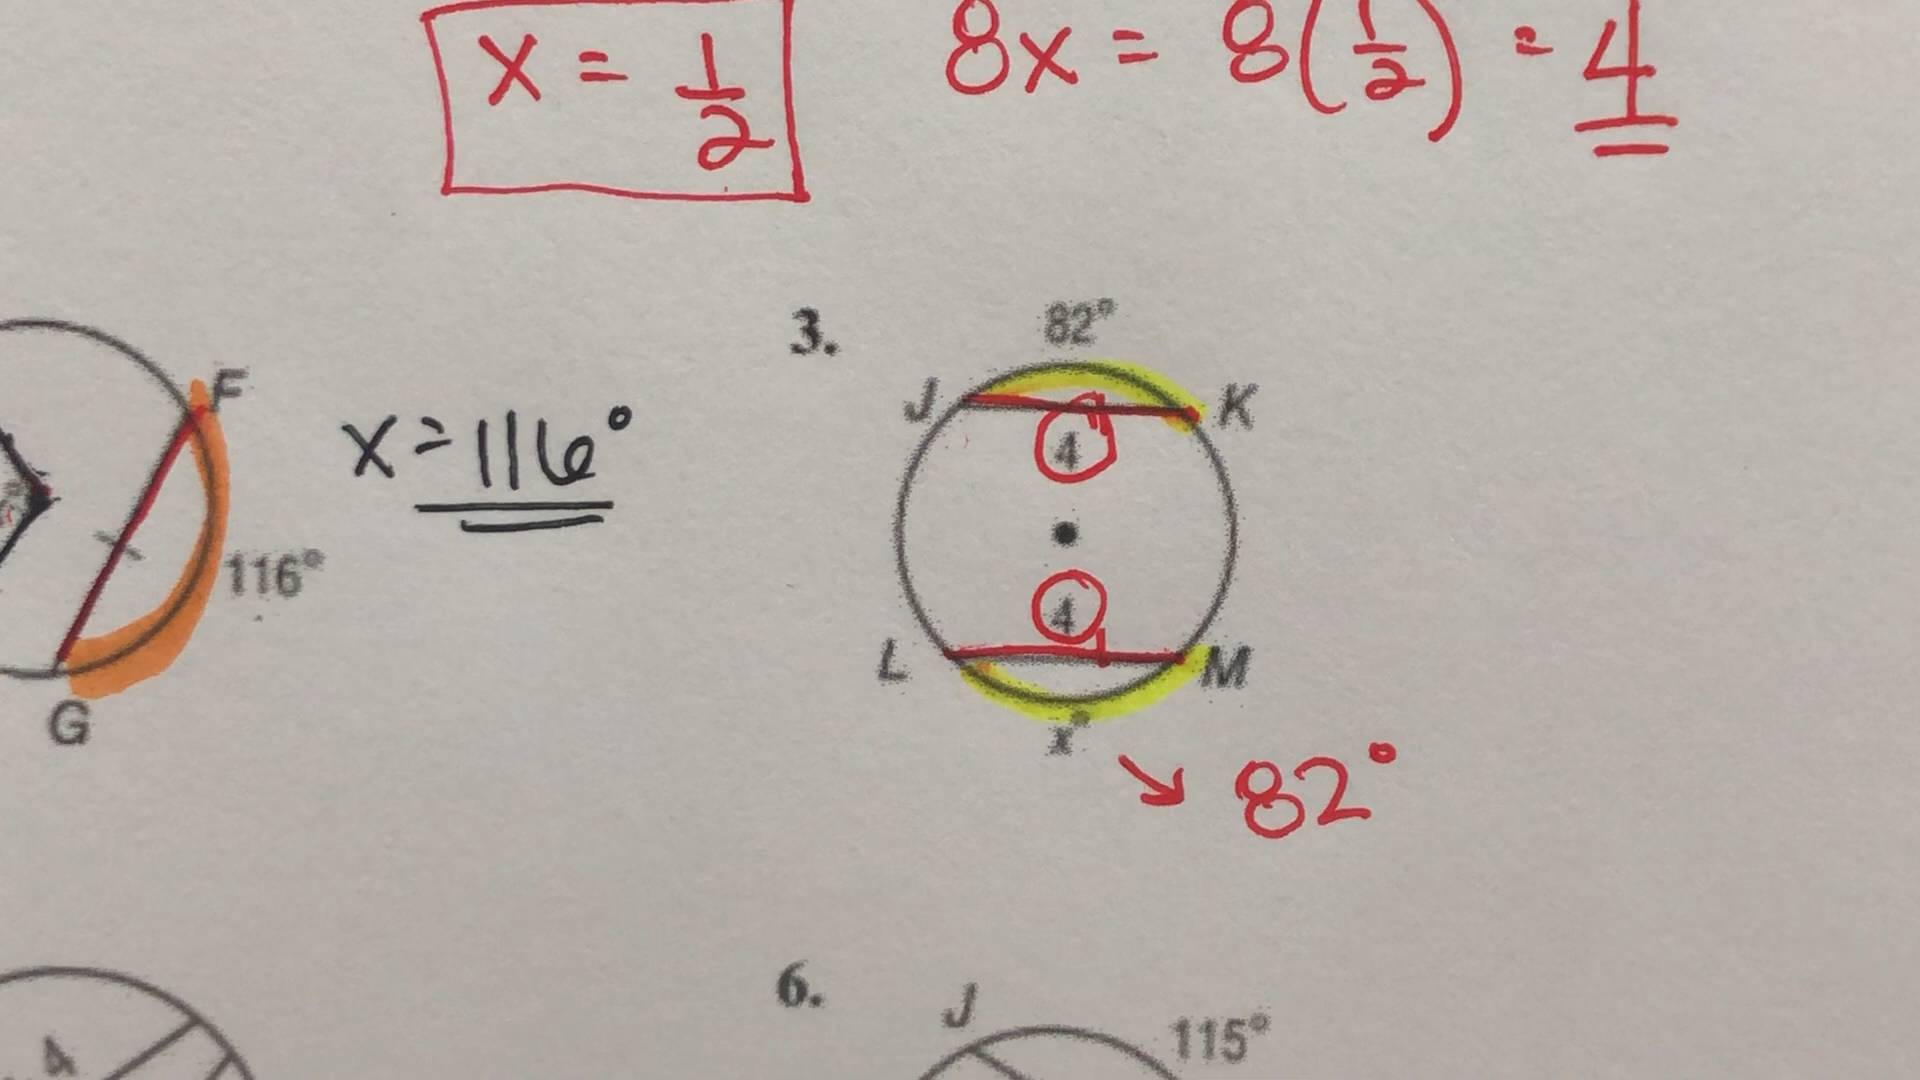 x = 1/2
8x = 8(1/2) = 4
F
x = 116°
116°
G
3.
82°
J
K
4
4
L
M
x°
→ 82°
6.
J
115°